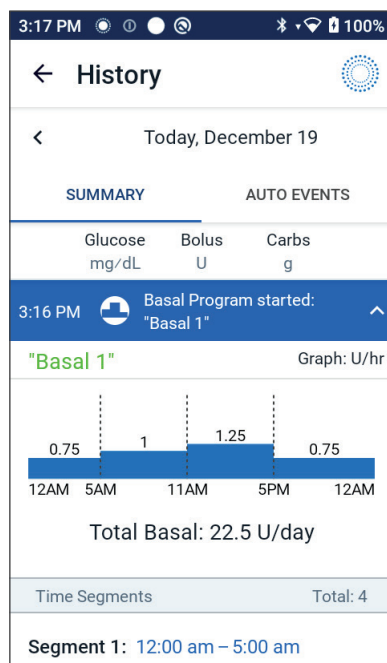 3:17 PM 100%
History
Today, December 19
SUMMARY AUTO EVENTS
Glucose Bolus Carbs
mg/dL U g
3:16 PM Basal Program started:
"Basal 1"
"Basal 1" Graph: U/hr
0.75 1 1.25 0.75
12AM 5AM 11AM 5PM 12AM
Total Basal: 22.5 U/day
Time Segments Total: 4
Segment 1: 12:00 am – 5:00 am